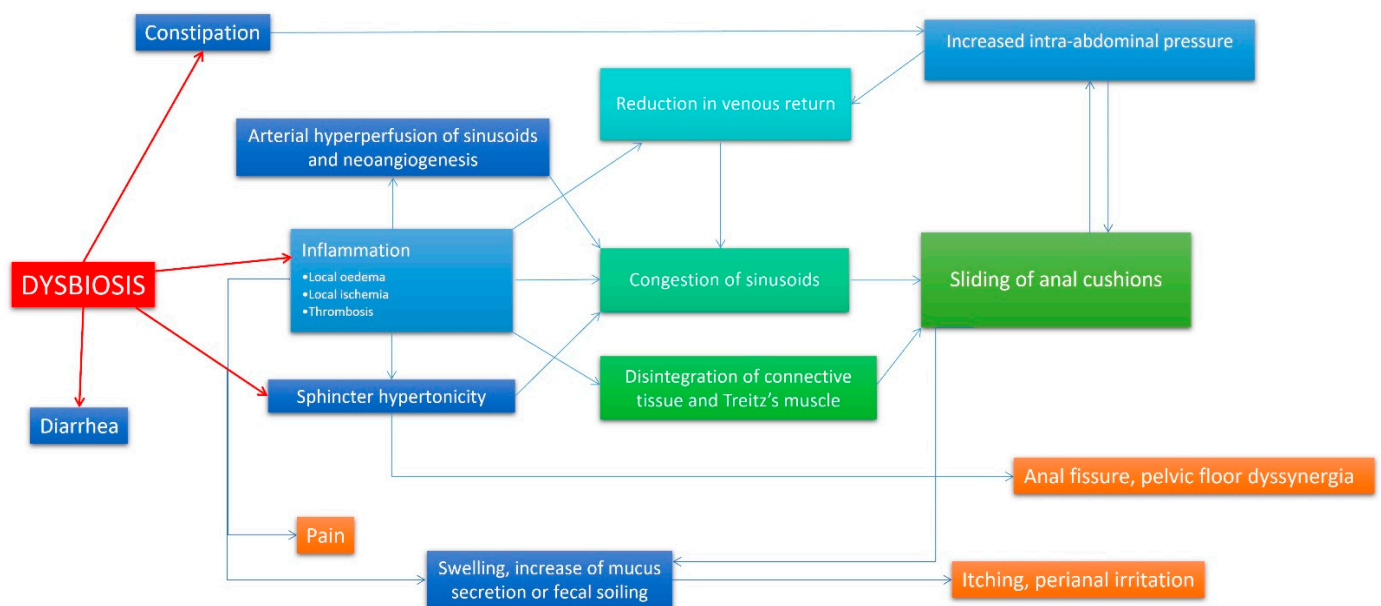 Constipation
Increased intra-abdominal pressure
Reduction in venous return
Arterial hyperperfusion of sinusoids
and neoangiogenesis
Inflammation
•Local oedema
•Local ischemia
•Thrombosis
DYSBIOSIS
Congestion of sinusoids
Sliding of anal cushions
Sphincter hypertonicity
Disintegration of connective
tissue and Treitz’s muscle
Diarrhea
Anal fissure, pelvic floor dyssynergia
Pain
Swelling, increase of mucus
secretion or fecal soiling
Itching, perianal irritation